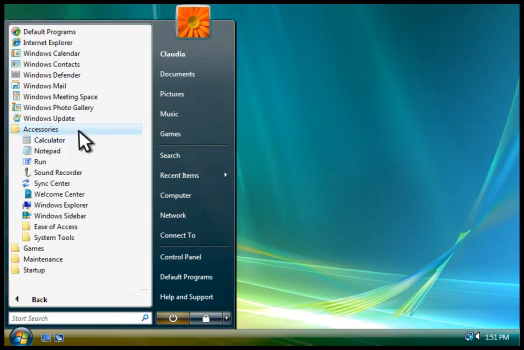 Default Programs
Internet Explorer
Windows Calendar
Windows Contacts
Windows Defender
Windows Mail
Windows Meeting Space
Windows Photo Gallery
Windows Update
Accessories
Calculator
Notepad
Run
Sound Recorder
Sync Center
Welcome Center
Windows Explorer
Windows Sidebar
Ease of Access
System Tools
Games
Maintenance
Startup
Back
Start Search
Claudia
Documents
Pictures
Music
Games
Search
Recent Items
Computer
Network
Connect To
Control Panel
Default Programs
Help and Support
1:51 PM